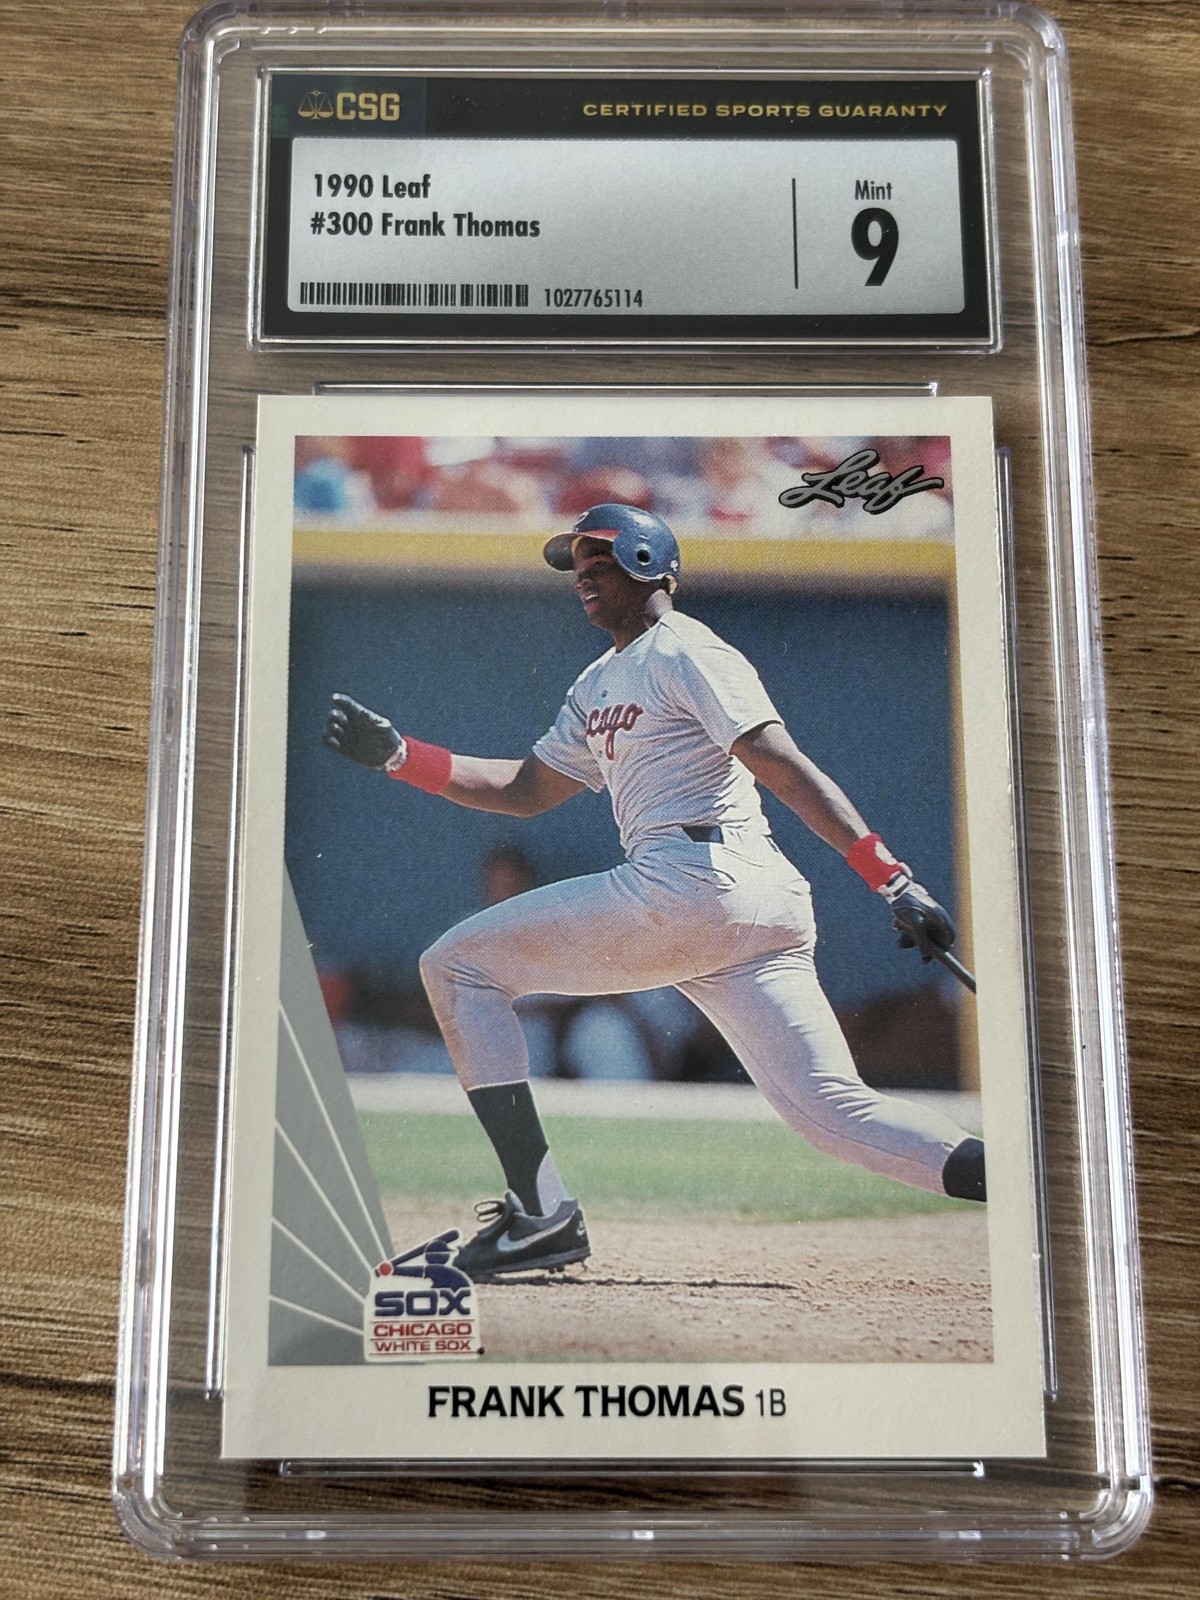 CSG
CERTIFIED SPORTS GUARANTY
1990 Leaf
#300 Frank Thomas
Mint
9
1027765114
Leaf
cago
SOX
CHICAGO
WHITE SOX
FRANK THOMAS 1B